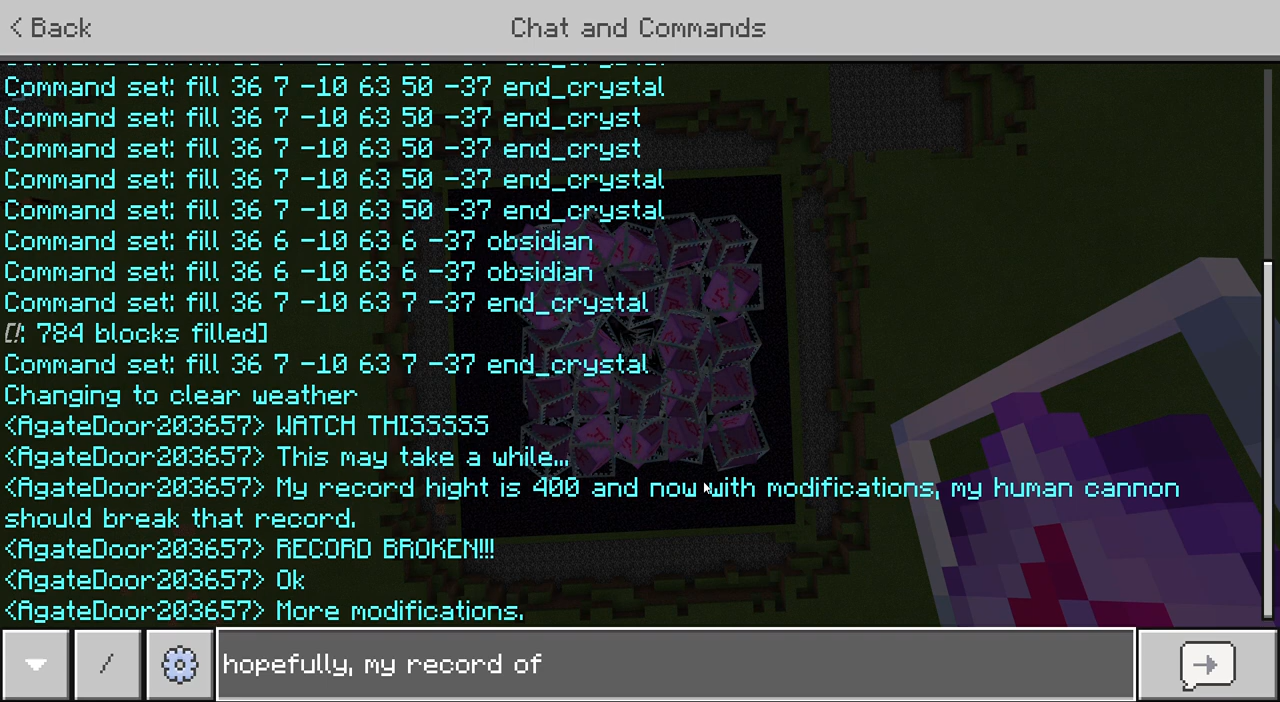 < Back
Chat and Commands
Command set: fill 36 7 -10 63 50 -37 end_crystal
Command set: fill 36 7 -10 63 50 -37 end_cryst
Command set: fill 36 7 -10 63 50 -37 end_cryst
Command set: fill 36 7 -10 63 50 -37 end_crystal
Command set: fill 36 7 -10 63 50 -37 end_crystal
Command set: fill 36 6 -10 63 6 -37 obsidian
Command set: fill 36 6 -10 63 6 -37 obsidian
Command set: fill 36 7 -10 63 7 -37 end_crystal
[!: 784 blocks filled]
Command set: fill 36 7 -10 63 7 -37 end_crystal
Changing to clear weather
<AgateDoor203657> WATCH THISSSSS
<AgateDoor203657> This may take a while...
<AgateDoor203657> My record hight is 400 and now with modifications, my human cannon
should break that record.
<AgateDoor203657> RECORD BROKEN!!!
<AgateDoor203657> Ok
<AgateDoor203657> More modifications.
/
hopefully, my record of